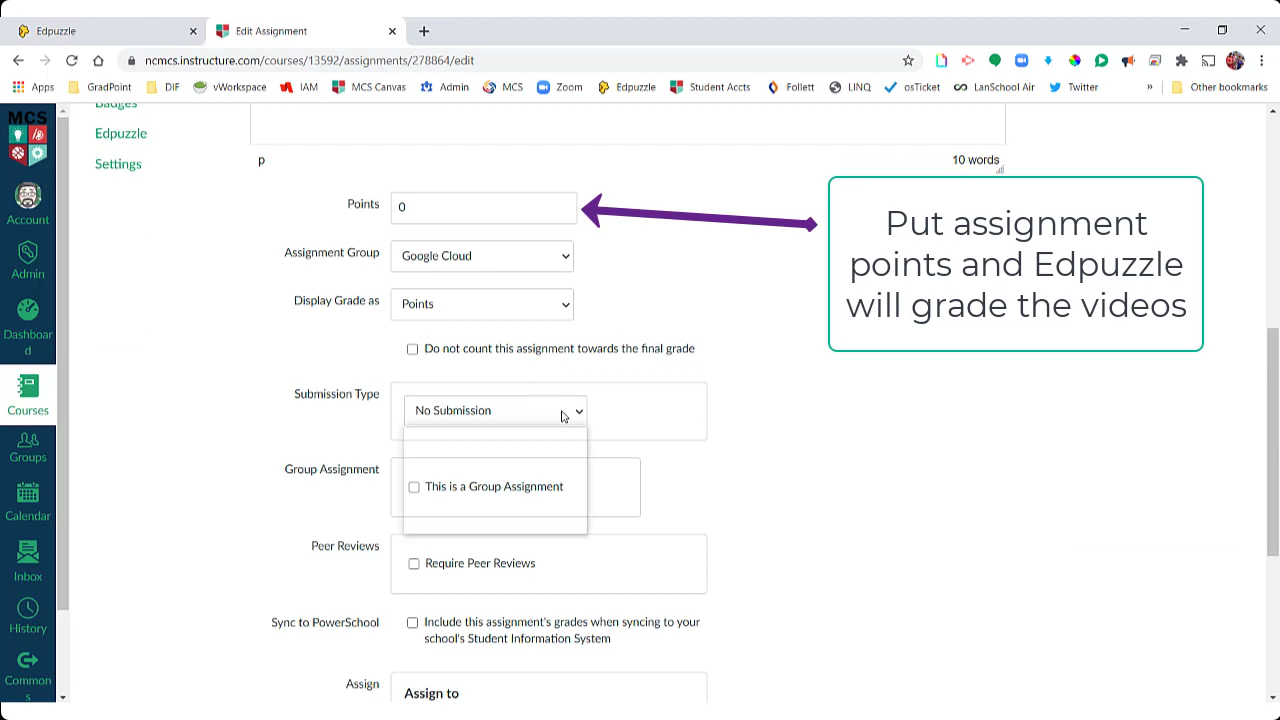 Edpuzzle
Edit Assignment
ncmcs.instructure.com/courses/13592/assignments/278864/edit
Apps GradPoint DIF vWorkspace IAM MCS Canvas Admin MCS Zoom Edpuzzle Student Accts Follett LINQ osTicket LanSchool Air Twitter » Other bookmarks
MCS
Account
Admin
Dashboar
d
Courses
Groups
Calendar
Inbox
History
Common
s
Badges
Edpuzzle
Settings
p
10 words
Points
0
Assignment Group
Google Cloud
Display Grade as
Points
Do not count this assignment towards the final grade
Submission Type
No Submission
Group Assignment
This is a Group Assignment
Peer Reviews
Require Peer Reviews
Sync to PowerSchool
Include this assignment's grades when syncing to your
school's Student Information System
Assign
Assign to
Put assignment
points and Edpuzzle
will grade the videos